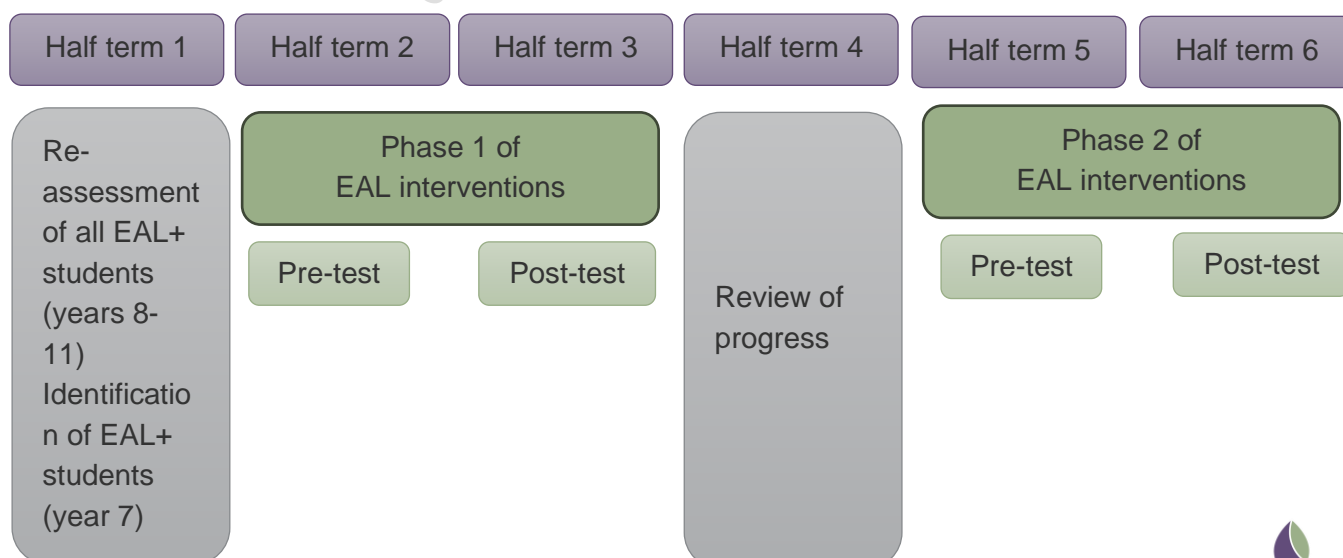 Half term 1
Half term 2
Half term 3
Half term 4
Half term 5
Half term 6
Re-
assessment
of all EAL+
students
(years 8-
11)
Identificatio
n of EAL+
students
(year 7)
Phase 1 of
EAL interventions
Pre-test
Post-test
Review of
progress
Phase 2 of
EAL interventions
Pre-test
Post-test